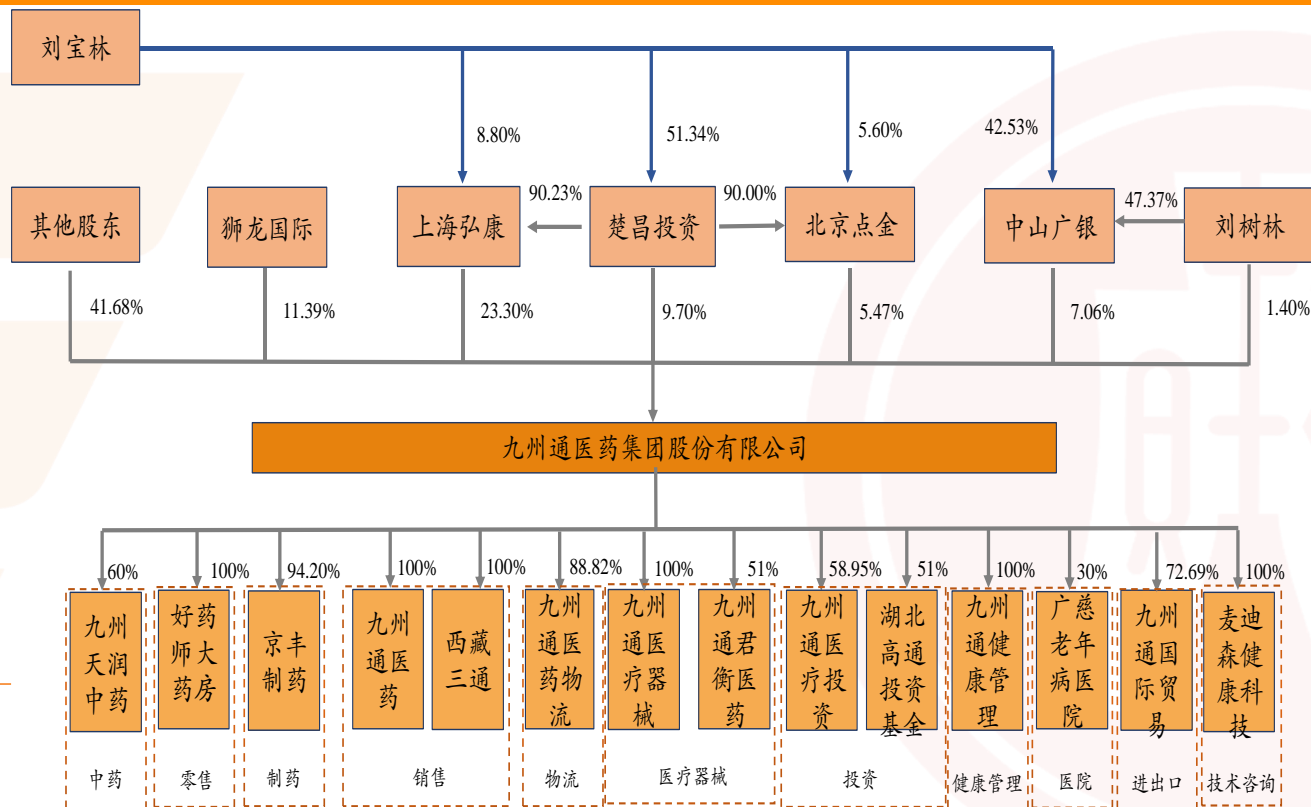 刘宝林
8.80%
51.34%
5.60%
42.53%
其他股东
狮龙国际
上海弘康
90.23%
楚昌投资
90.00%
北京点金
中山广银
47.37%
刘树林
41.68%
11.39%
23.30%
9.70%
5.47%
7.06%
1.40%
九州通医药集团股份有限公司
60%
100%
94.20%
100%
100%
88.82%
100%
51%
58.95%
51%
100%
30%
72.69%
100%
九州
天润
中药
好药
师大
药房
京丰
制药
九州
通医
药
西藏
三通
九州
通医
药物
流
九州
通医
疗器
械
九州
通君
衡医
药
九州
通医
疗投
资
湖北
高通
投资
基金
九州
通健
康管
理
广慈
老年
病医
院
九州
通国
际贸
易
麦迪
森健
康科
技
中药
零售
制药
销售
物流
医疗器械
投资
健康管理
医院
进出口
技术咨询